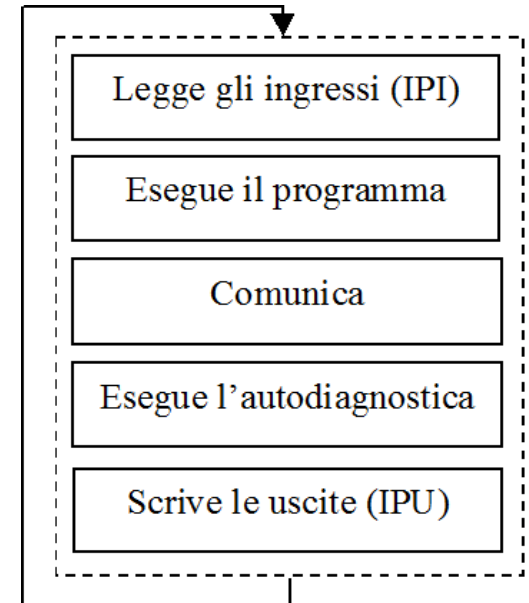 Legge gli ingressi (IPI)
Esegue il programma
Comunica
Esegue l’autodiagnostica
Scrive le uscite (IPU)